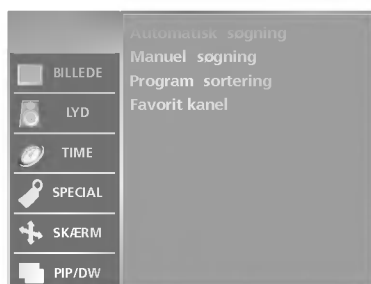 Automatisk søgning
Manuel søgning
Program sortering
Favorit kanel
BILLEDE
LYD
TIME
SPECIAL
SKÆRM
PIP/DW